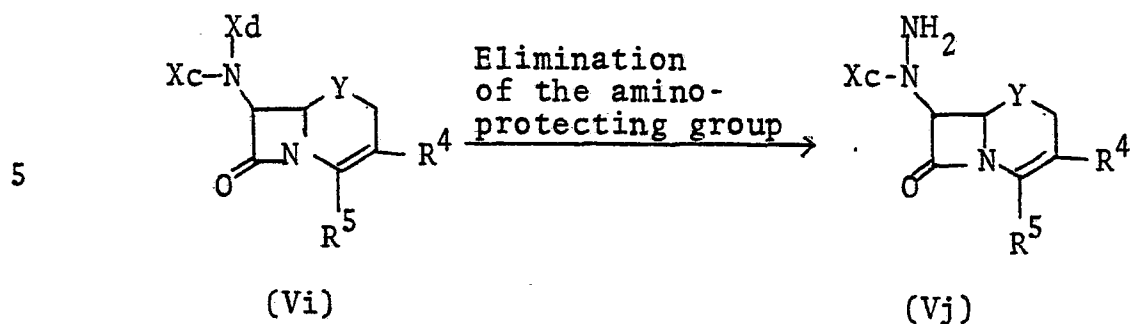 Xd
Xc-N
Y
Elimination
of the amino-
protecting group
NH₂
Xc-N
Y
N
R⁴
N
R⁴
5
O
O
R⁵
R⁵
(Vi)
(Vj)